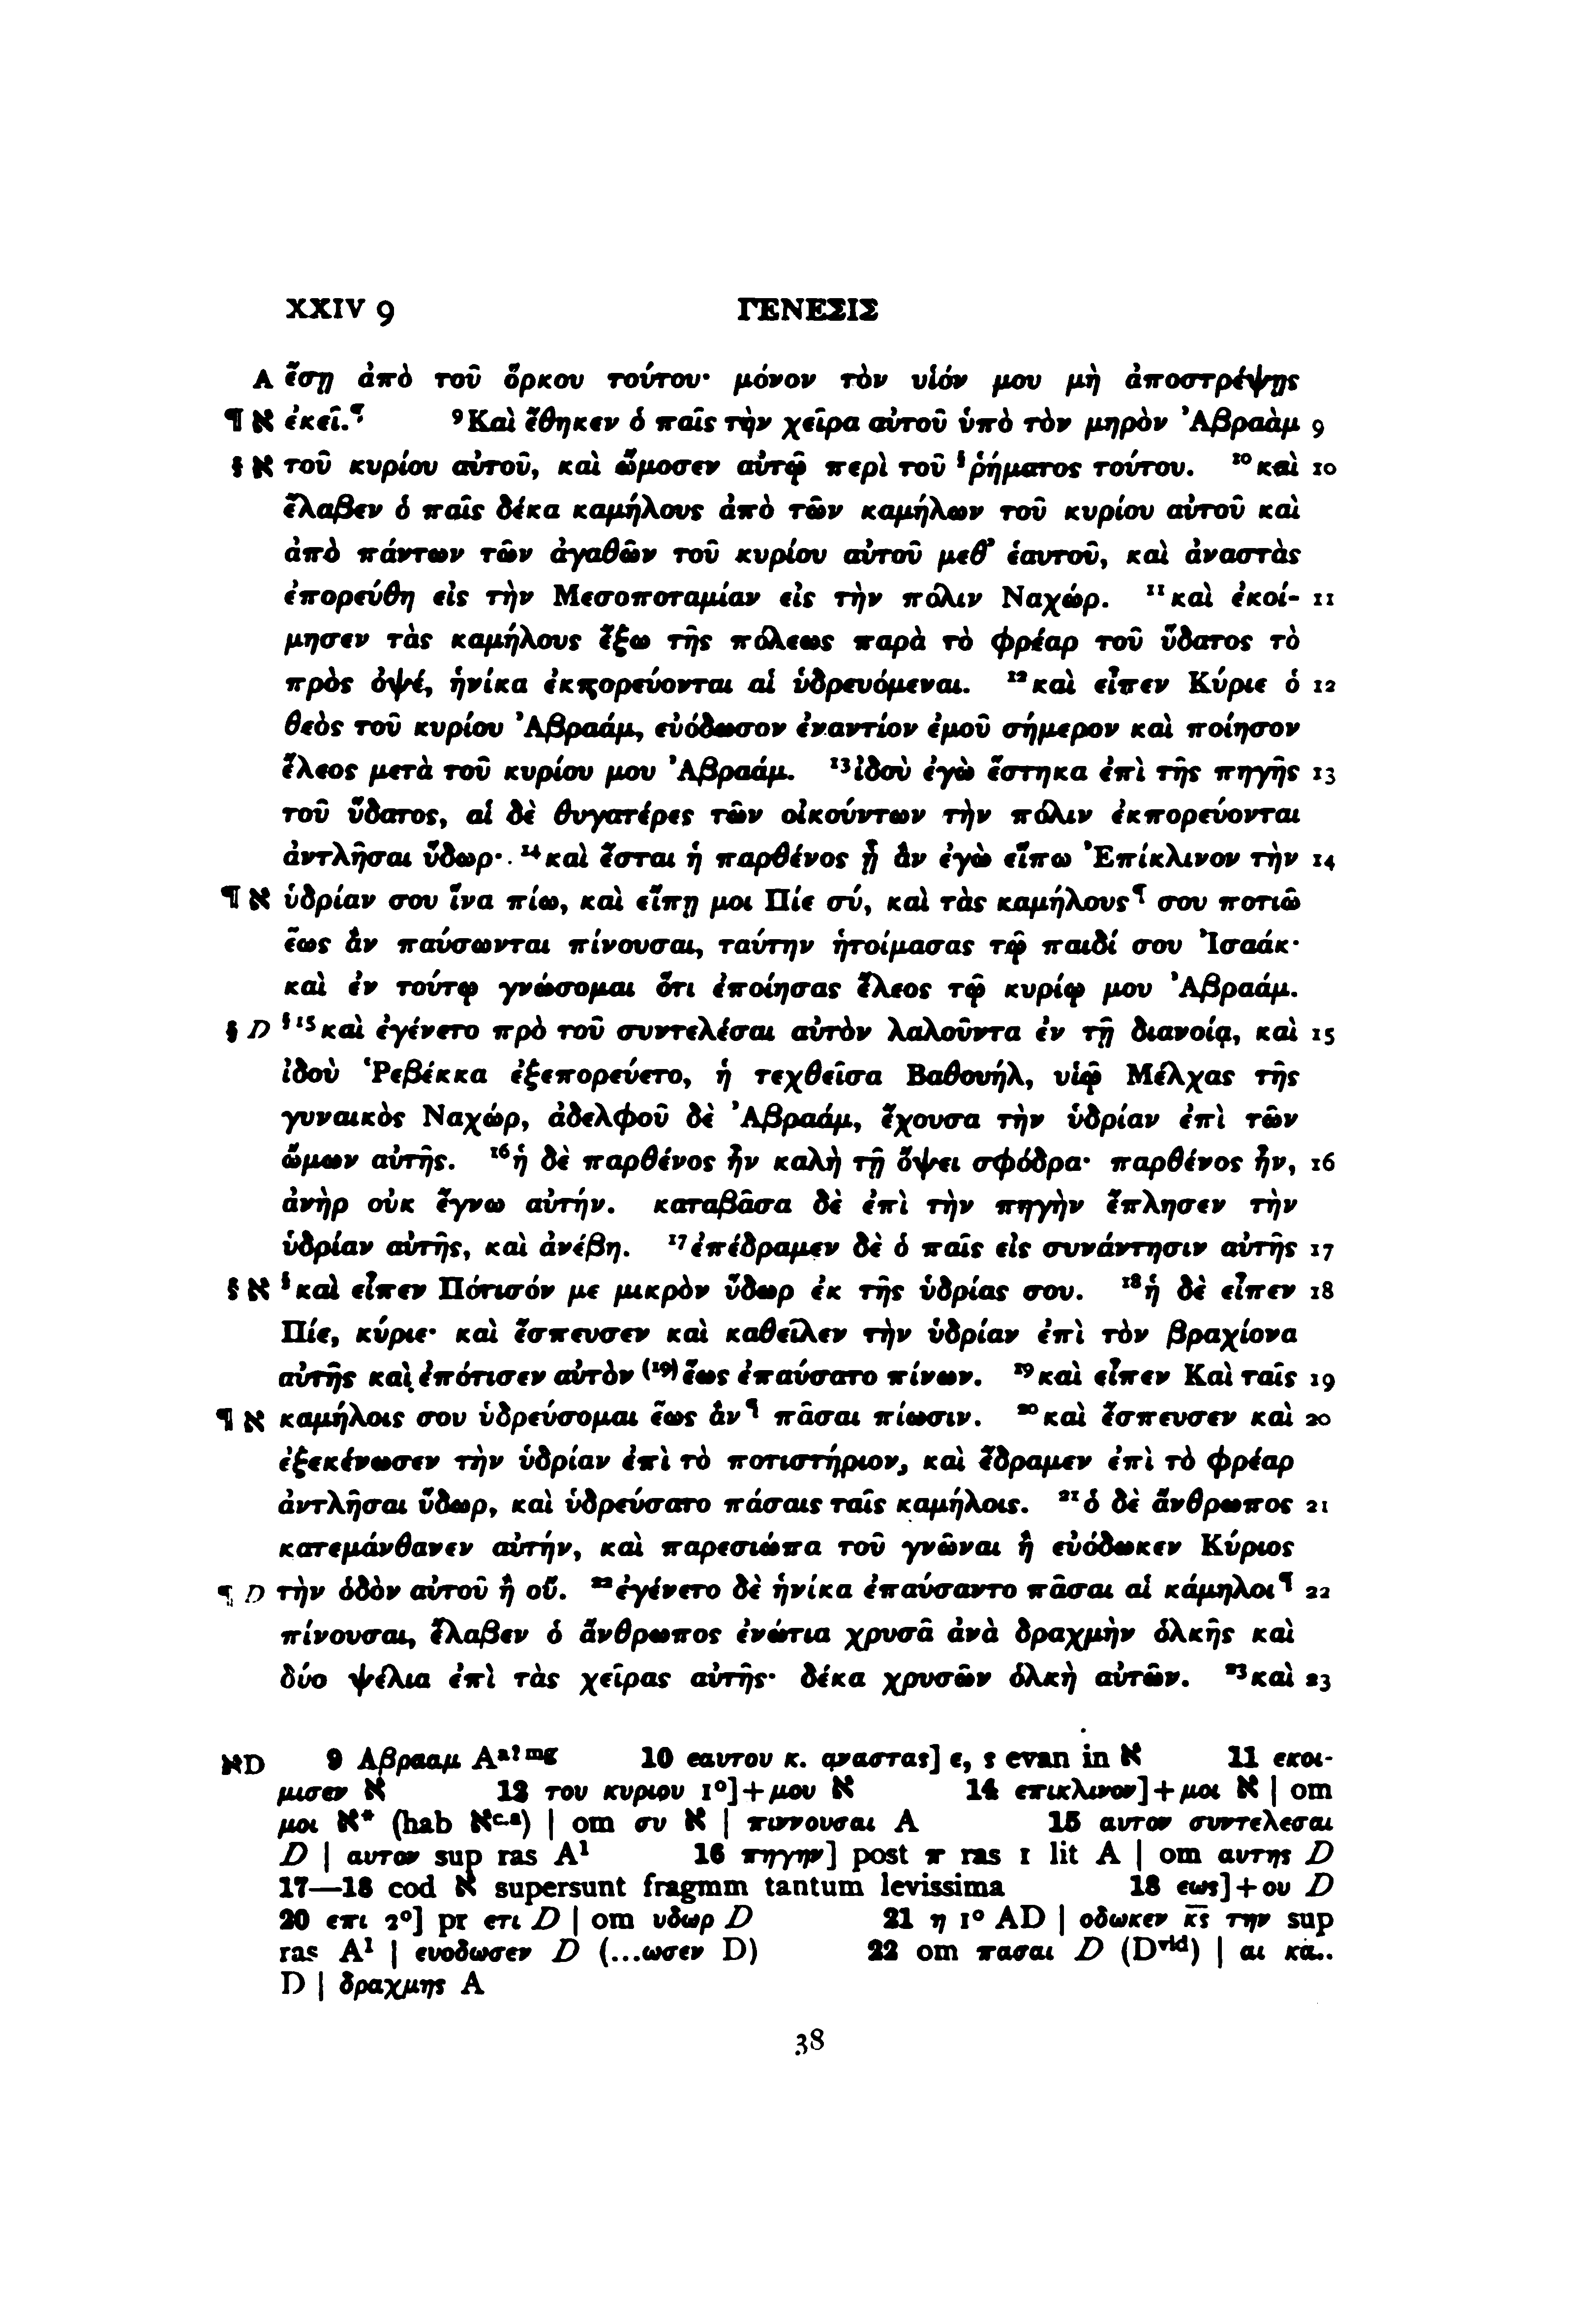 XXIV 9 ΓΕΝΕΣΙΣ
A ἔσῃ ἀπὸ τοῦ ὅρκου τούτου· μόνον τὸν υἱόν μου μὴ ἀποστρέψῃς
¶ א ἐκεῖ.¶ ⁹Καὶ ἔθηκεν ὁ παῖς τὴν χεῖρα αὐτοῦ ὑπὸ τὸν μηρὸν Ἀβραὰμ 9
§ א τοῦ κυρίου αὐτοῦ, καὶ ὤμοσεν αὐτῷ περὶ τοῦ §ῥήματος τούτου. ¹⁰καὶ 10
ἔλαβεν ὁ παῖς δέκα καμήλους ἀπὸ τῶν καμήλων τοῦ κυρίου αὐτοῦ καὶ
ἀπὸ πάντων τῶν ἀγαθῶν τοῦ κυρίου αὐτοῦ μεθ’ ἑαυτοῦ, καὶ ἀναστὰς
ἐπορεύθη εἰς τὴν Μεσοποταμίαν εἰς τὴν πόλιν Ναχώρ. ¹¹καὶ ἐκοί- 11
μησεν τὰς καμήλους ἔξω τῆς πόλεως παρὰ τὸ φρέαρ τοῦ ὕδατος τὸ
πρὸς ὀψέ, ἡνίκα ἐκπορεύονται αἱ ὑδρευόμεναι. ¹²καὶ εἶπεν Κύριε ὁ 12
θεὸς τοῦ κυρίου Ἀβραάμ, εὐόδωσον ἐναντίον ἐμοῦ σήμερον καὶ ποίησον
ἔλεος μετὰ τοῦ κυρίου μου Ἀβραάμ. ¹³ἰδοὺ ἐγὼ ἕστηκα ἐπὶ τῆς πηγῆς 13
τοῦ ὕδατος, αἱ δὲ θυγατέρες τῶν οἰκούντων τὴν πόλιν ἐκπορεύονται
ἀντλῆσαι ὕδωρ· ¹⁴καὶ ἔσται ἡ παρθένος ᾗ ἂν ἐγὼ εἴπω Ἐπίκλινον τὴν 14
¶ א ὑδρίαν σου ἵνα πίω, καὶ εἴπῃ μοι Πίε σύ, καὶ τὰς καμήλους¶ σου ποτιῶ
ἕως ἂν παύσωνται πίνουσαι, ταύτην ἡτοίμασας τῷ παιδί σου Ἰσαάκ·
καὶ ἐν τούτῳ γνώσομαι ὅτι ἐποίησας ἔλεος τῷ κυρίῳ μου Ἀβραάμ.
§ D §¹⁵καὶ ἐγένετο πρὸ τοῦ συντελέσαι αὐτὸν λαλοῦντα ἐν τῇ διανοίᾳ, καὶ 15
ἰδοὺ Ῥεβέκκα ἐξεπορεύετο, ἡ τεχθεῖσα Βαθουήλ, υἱῷ Μέλχας τῆς
γυναικὸς Ναχώρ, ἀδελφοῦ δὲ Ἀβραάμ, ἔχουσα τὴν ὑδρίαν ἐπὶ τῶν
ὤμων αὐτῆς. ¹⁶ἡ δὲ παρθένος ἦν καλὴ τῇ ὄψει σφόδρα· παρθένος ἦν, 16
ἀνὴρ οὐκ ἔγνω αὐτήν. καταβᾶσα δὲ ἐπὶ τὴν πηγὴν ἔπλησεν τὴν
ὑδρίαν αὐτῆς, καὶ ἀνέβη. ¹⁷ἐπέδραμεν δὲ ὁ παῖς εἰς συνάντησιν αὐτῆς 17
§ א §καὶ εἶπεν Πότισόν με μικρὸν ὕδωρ ἐκ τῆς ὑδρίας σου. ¹⁸ἡ δὲ εἶπεν 18
Πίε, κύριε· καὶ ἔσπευσεν καὶ καθεῖλεν τὴν ὑδρίαν ἐπὶ τὸν βραχίονα
αὐτῆς καὶ ἐπότισεν αὐτὸν (¹⁹)ἕως ἐπαύσατο πίνων. ¹⁹καὶ εἶπεν Καὶ ταῖς 19
¶ א καμήλοις σου ὑδρεύσομαι ἕως ἂν¶ πᾶσαι πίωσιν. ²⁰καὶ ἔσπευσεν καὶ 20
ἐξεκένωσεν τὴν ὑδρίαν ἐπὶ τὸ ποτιστήριον, καὶ ἔδραμεν ἐπὶ τὸ φρέαρ
ἀντλῆσαι ὕδωρ, καὶ ὑδρεύσατο πάσαις ταῖς καμήλοις. ²¹ὁ δὲ ἄνθρωπος 21
κατεμάνθανεν αὐτήν, καὶ παρεσιώπα τοῦ γνῶναι ἢ εὐόδωκεν Κύριος
¶ D τὴν ὁδὸν αὐτοῦ ἢ οὔ. ²²ἐγένετο δὲ ἡνίκα ἐπαύσαντο πᾶσαι αἱ κάμηλοι¶ 22
πίνουσαι, ἔλαβεν ὁ ἄνθρωπος ἐνώτια χρυσᾶ ἀνὰ δραχμὴν ὁλκῆς καὶ
δύο ψέλια ἐπὶ τὰς χεῖρας αὐτῆς· δέκα χρυσῶν ὁλκὴ αὐτῶν. ²³καὶ 23
אD 9 Αβρααμ Aᵃ?ᵐᵍ 10 εαυτου κ. αναστας] ε, s evan in א 11 εκοι-
μισεν א 12 του κυριου 1°]+μου א 14 επικλινον]+μοι א | om
μοι א* (hab אᶜ·ᵃ) | om συ א | πιννουσαι A 15 αυτον συντελεσαι
D | αυτον sup ras A¹ 16 πηγην] post π ras 1 lit A | om αυτης D
17—18 cod א supersunt fragmm tantum levissima 18 εως]+ου D
20 επι 2°] pr ετι D | om υδωρ D 21 η 1° AD | οδωκεν κ̅ς̅ την sup
ras A¹ | ευοδωσεν D (...ωσεν D) 22 om πασαι D (Dᵛⁱᵈ) | αι κα..
D | δραχμης A
38